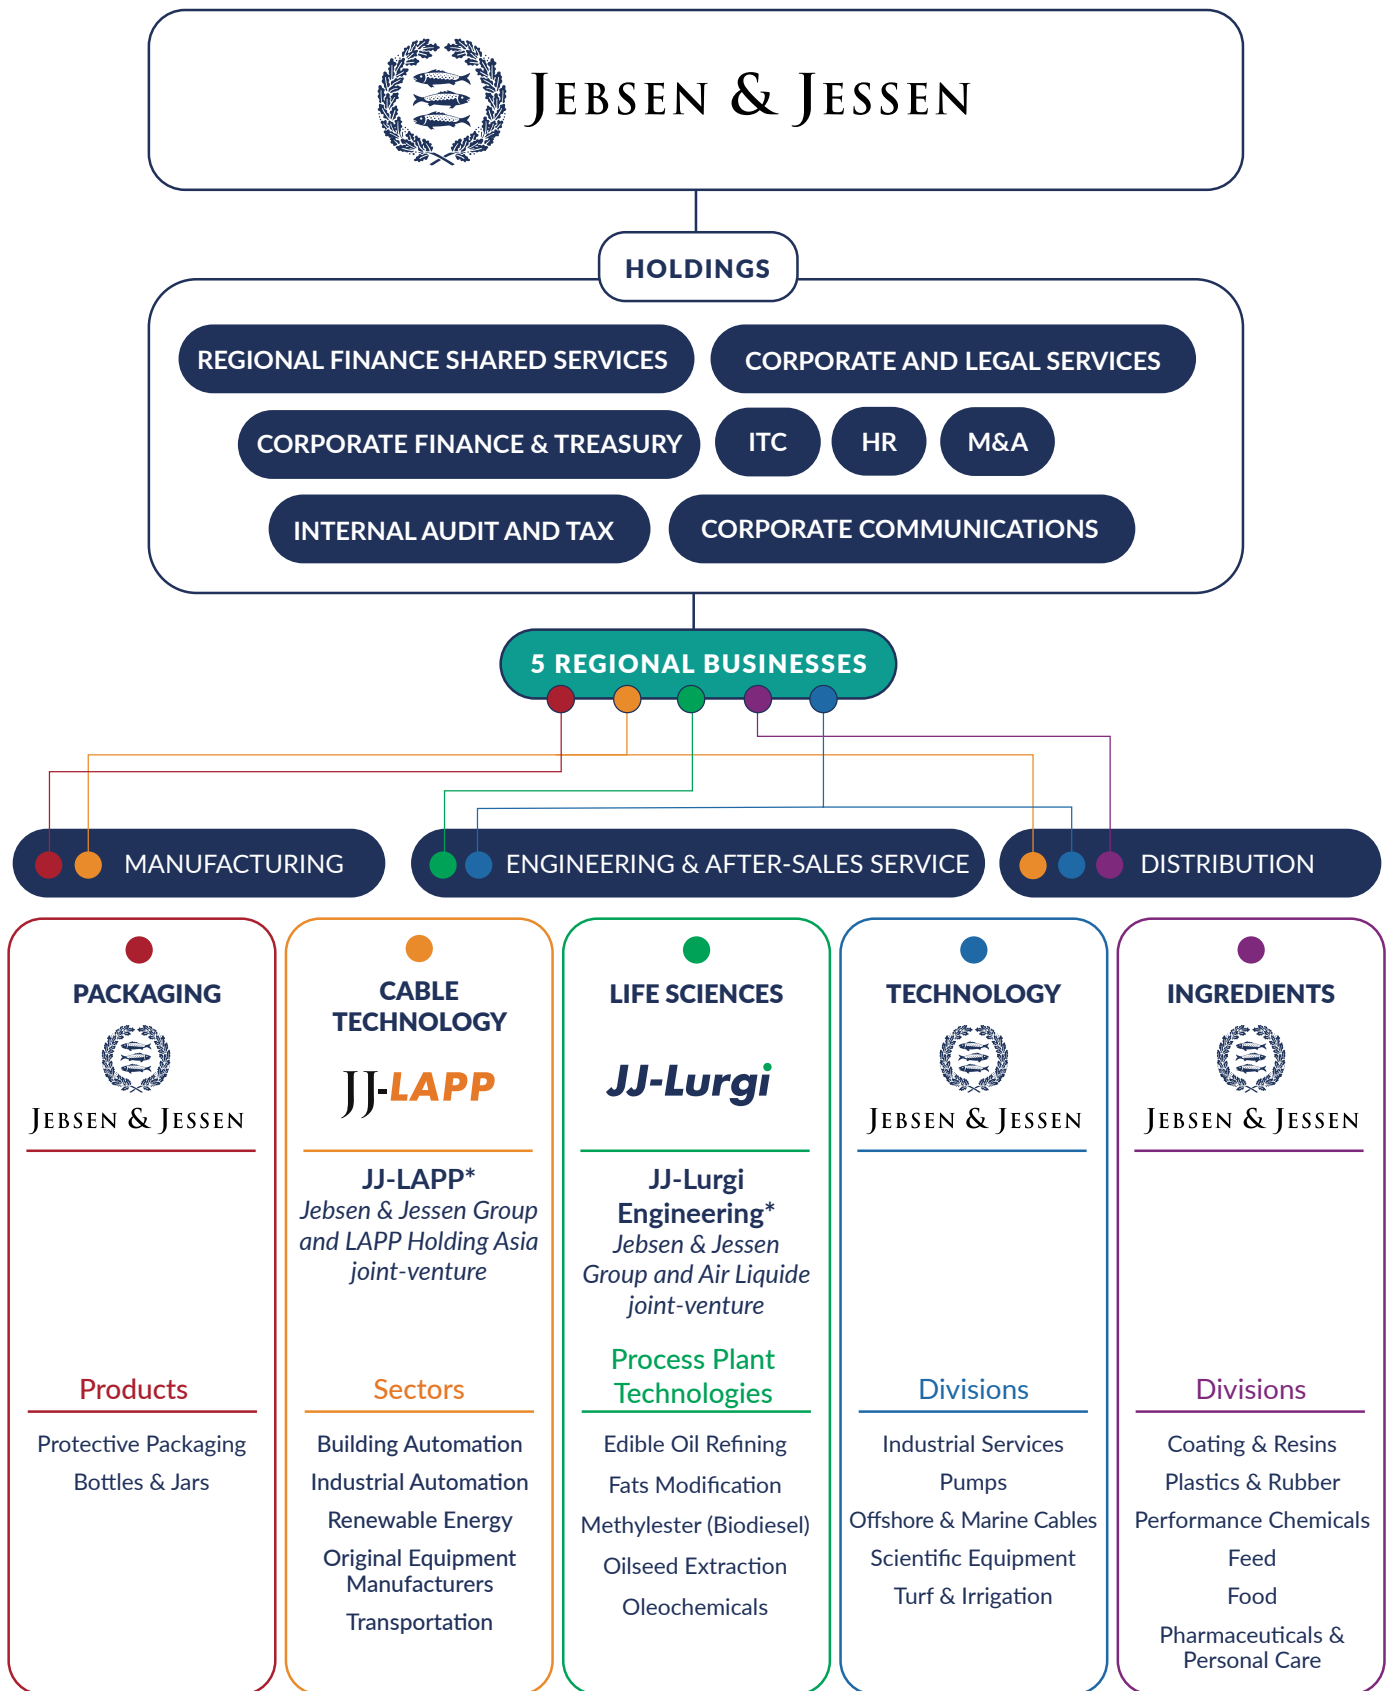 JEBSEN & JESSEN
HOLDINGS
REGIONAL FINANCE SHARED SERVICES
CORPORATE AND LEGAL SERVICES
CORPORATE FINANCE & TREASURY
ITC
HR
M&A
INTERNAL AUDIT AND TAX
CORPORATE COMMUNICATIONS
5 REGIONAL BUSINESSES
MANUFACTURING
ENGINEERING & AFTER-SALES SERVICE
DISTRIBUTION
PACKAGING
JEBSEN & JESSEN
Products
Protective Packaging
Bottles & Jars
CABLE
TECHNOLOGY
JJ-LAPP
JJ-LAPP*
Jebsen & Jessen Group
and LAPP Holding Asia
joint-venture
Sectors
Building Automation
Industrial Automation
Renewable Energy
Original Equipment
Manufacturers
Transportation
LIFE SCIENCES
JJ-Lurgi
JJ-Lurgi
Engineering*
Jebsen & Jessen
Group and Air Liquide
joint-venture
Process Plant
Technologies
Edible Oil Refining
Fats Modification
Methylester (Biodiesel)
Oilseed Extraction
Oleochemicals
TECHNOLOGY
JEBSEN & JESSEN
Divisions
Industrial Services
Pumps
Offshore & Marine Cables
Scientific Equipment
Turf & Irrigation
INGREDIENTS
JEBSEN & JESSEN
Divisions
Coating & Resins
Plastics & Rubber
Performance Chemicals
Feed
Food
Pharmaceuticals &
Personal Care